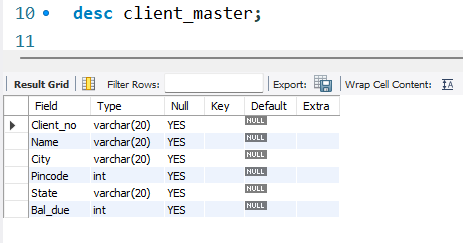 10 desc client_master;
11
Result Grid Filter Rows: Export: Wrap Cell Content: IA
Field Type Null Key Default Extra
Client_no varchar(20) YES NULL
Name varchar(20) YES NULL
City varchar(20) YES NULL
Pincode int YES NULL
State varchar(20) YES NULL
Bal_due int YES NULL